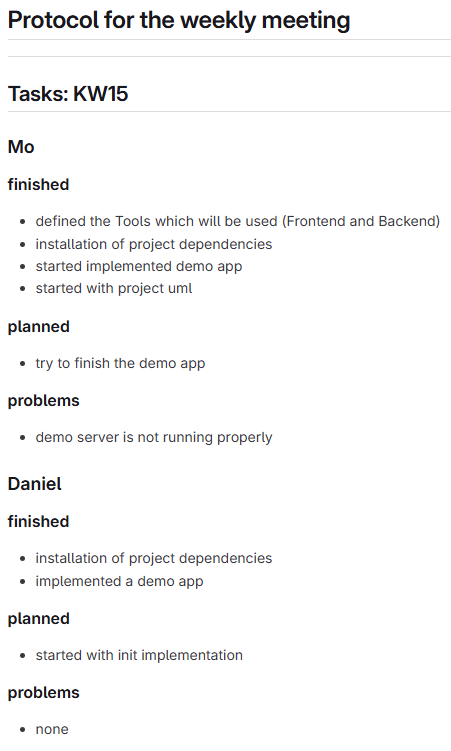 Protocol for the weekly meeting
Tasks: KW15
Mo
finished
defined the Tools which will be used (Frontend and Backend)
installation of project dependencies
started implemented demo app
started with project uml
planned
try to finish the demo app
problems
demo server is not running properly
Daniel
finished
installation of project dependencies
implemented a demo app
planned
started with init implementation
problems
none